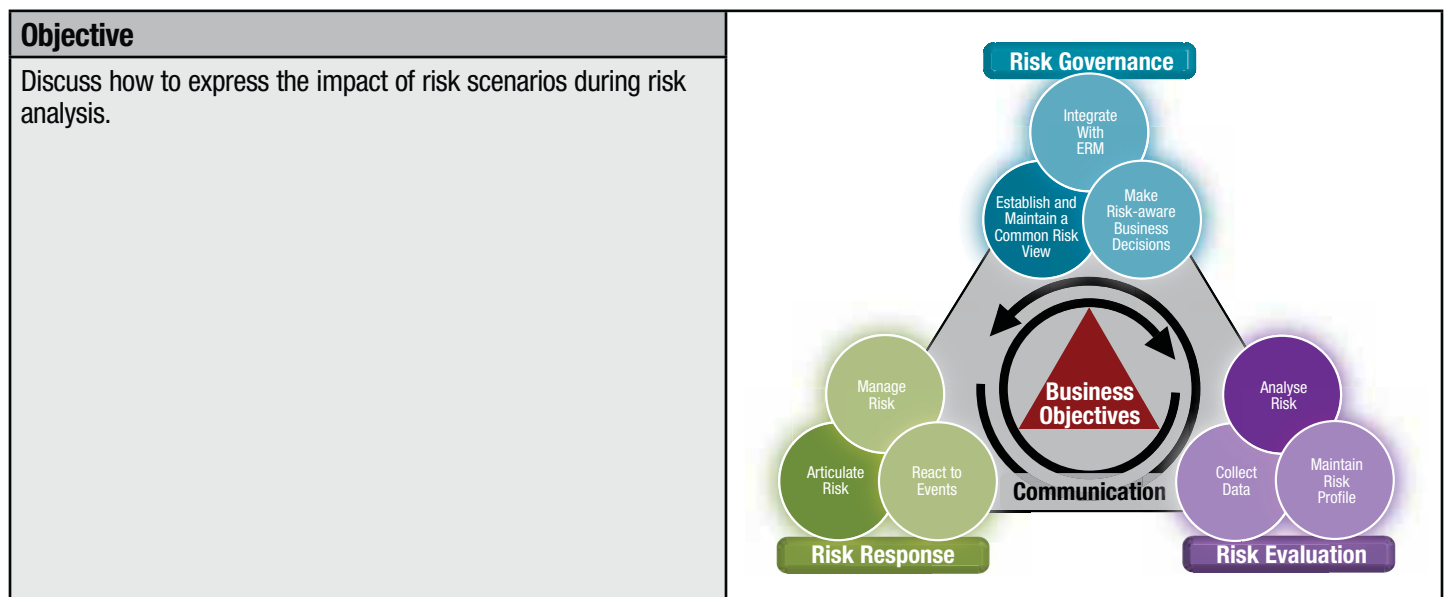 Objective
Discuss how to express the impact of risk scenarios during risk
analysis.
Risk Governance
Integrate
With
ERM
Establish and
Maintain a
Common Risk
View
Make
Risk-aware
Business
Decisions
Business
Objectives
Communication
Manage
Risk
Articulate
Risk
React to
Events
Risk Response
Analyse
Risk
Collect
Data
Maintain
Risk
Profile
Risk Evaluation